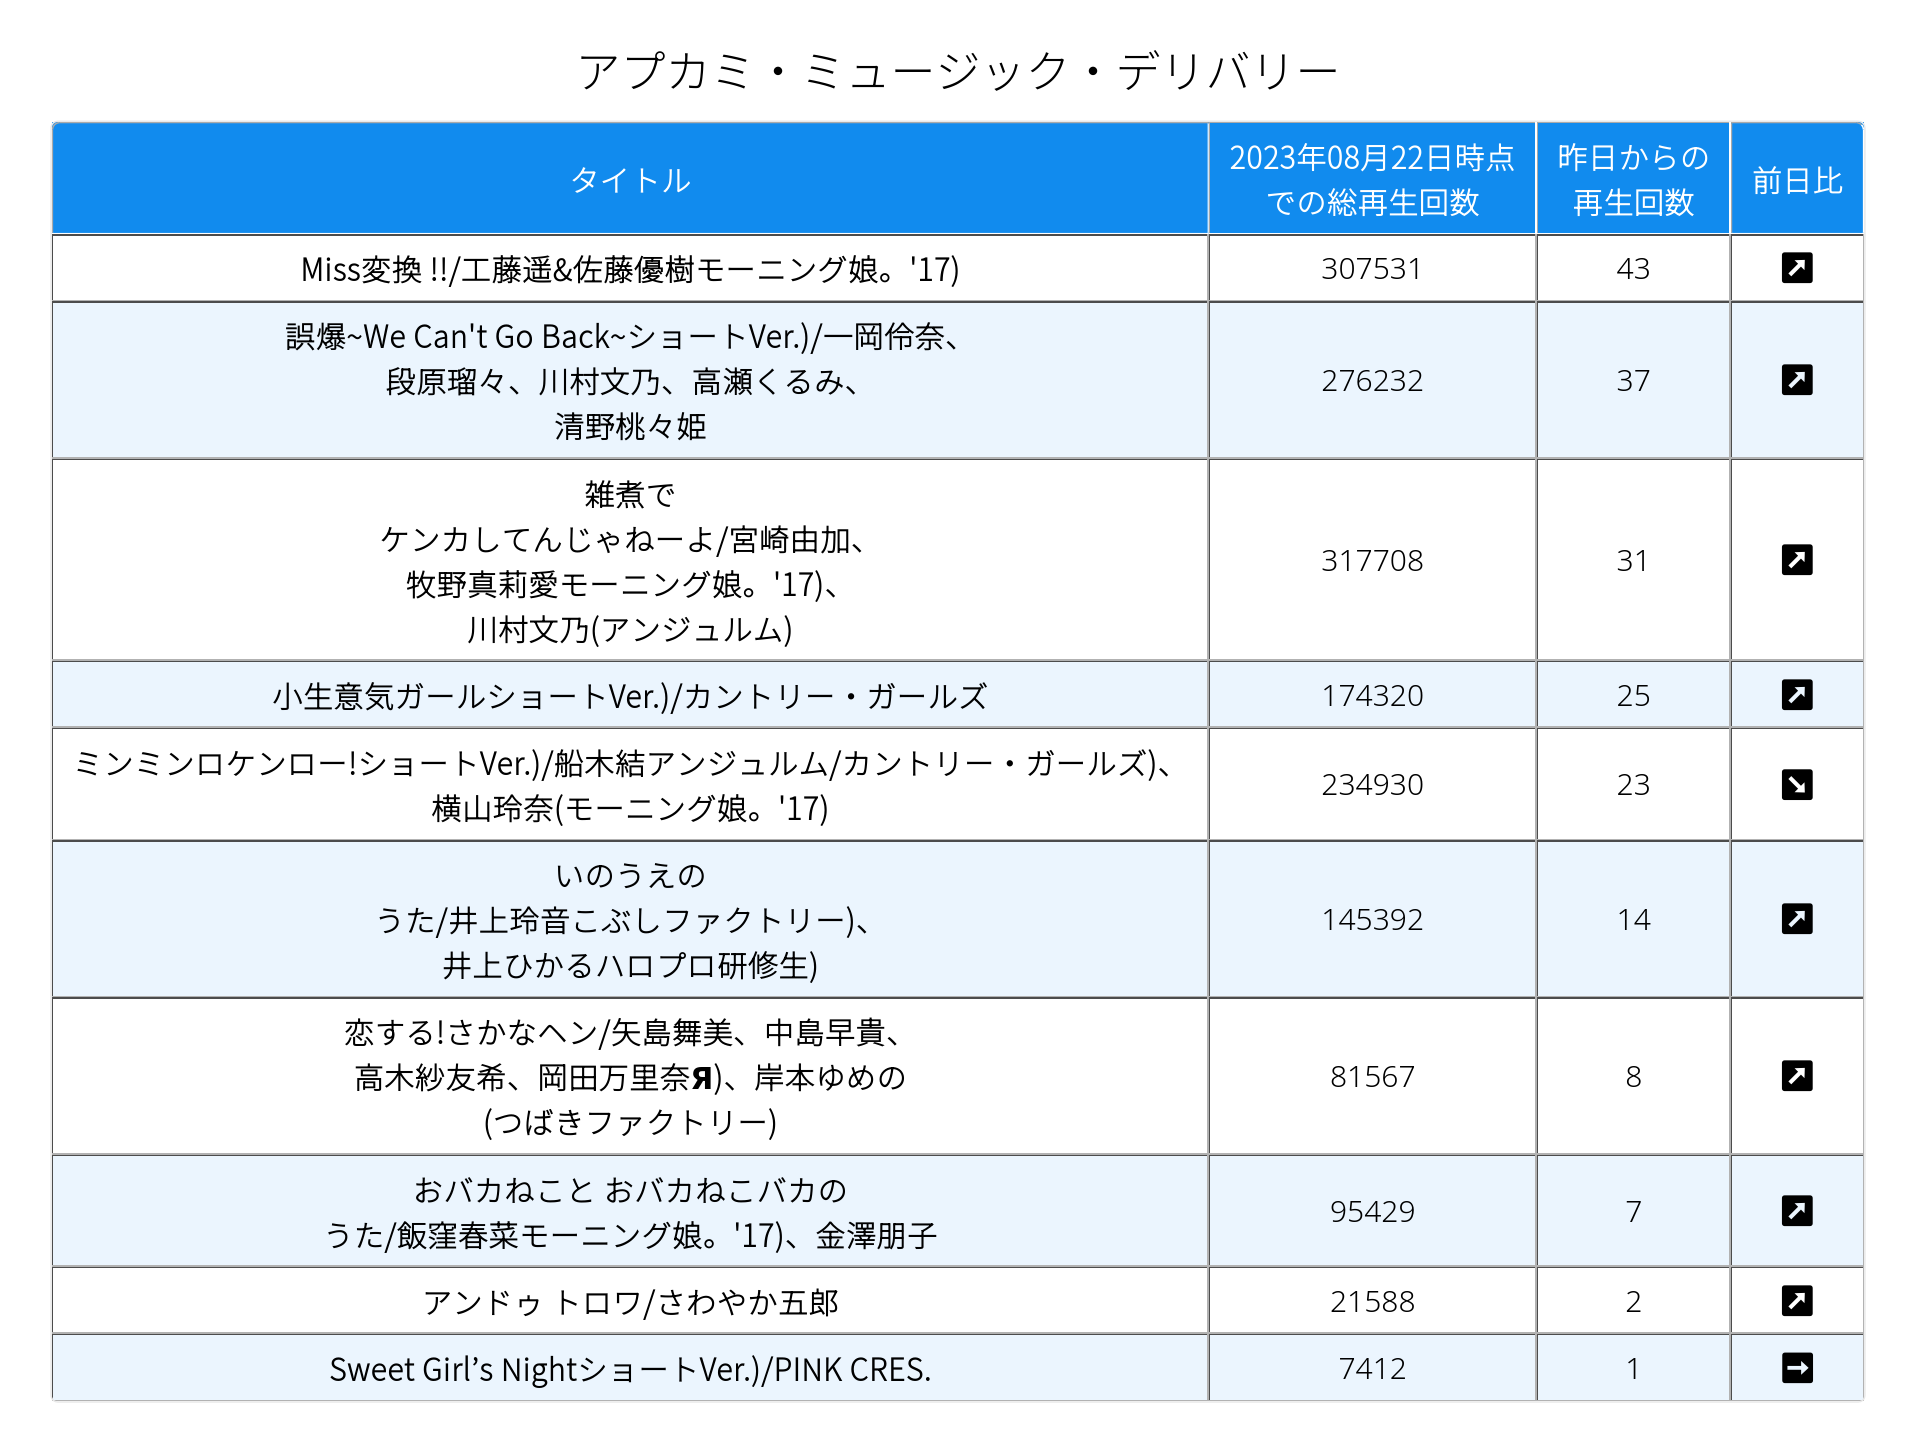 アプカミ・ミュージック・デリバリー
タイトル
2023年08月22日時点
での総再生回数
昨日からの
再生回数
前日比
Miss変換 !!/工藤遥&佐藤優樹モーニング娘。'17)
307531
43
誤爆~We Can't Go Back~ショートVer.)/一岡伶奈、
段原瑠々、川村文乃、高瀬くるみ、
清野桃々姫
276232
37
雑煮で
ケンカしてんじゃねーよ/宮崎由加、
牧野真莉愛モーニング娘。'17)、
川村文乃(アンジュルム)
317708
31
小生意気ガールショートVer.)/カントリー・ガールズ
174320
25
ミンミンロケンロー!ショートVer.)/船木結アンジュルム/カントリー・ガールズ)、
横山玲奈(モーニング娘。'17)
234930
23
いのうえの
うた/井上玲音こぶしファクトリー)、
井上ひかるハロプロ研修生)
145392
14
恋する!さかなヘン/矢島舞美、中島早貴、
高木紗友希、岡田万里奈Я)、岸本ゆめの
(つばきファクトリー)
81567
8
おバカねこと おバカねこバカの
うた/飯窪春菜モーニング娘。'17)、金澤朋子
95429
7
アンドゥ トロワ/さわやか五郎
21588
2
Sweet Girl’s NightショートVer.)/PINK CRES.
7412
1